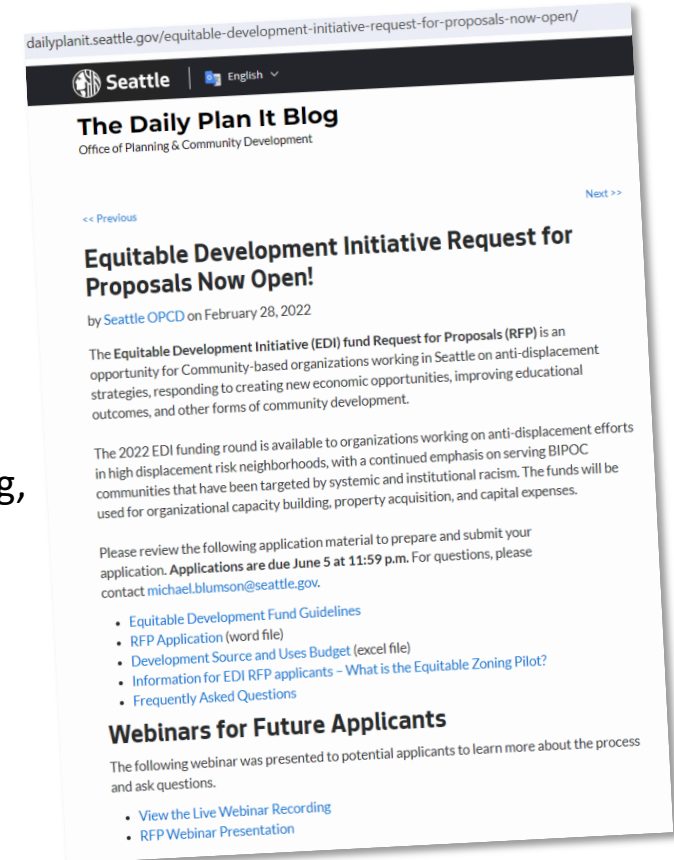 dailyplanit.seattle.gov/equitable-development-initiative-request-for-proposals-now-open/
Seattle
English
The Daily Plan It Blog
Office of Planning & Community Development
<< Previous
Next >>
Equitable Development Initiative Request for
Proposals Now Open!
by Seattle OPCD on February 28, 2022
The Equitable Development Initiative (EDI) fund Request for Proposals (RFP) is an
opportunity for Community-based organizations working in Seattle on anti-displacement
strategies, responding to creating new economic opportunities, improving educational
outcomes, and other forms of community development.
The 2022 EDI funding round is available to organizations working on anti-displacement efforts
in high displacement risk neighborhoods, with a continued emphasis on serving BIPOC
communities that have been targeted by systemic and institutional racism. The funds will be
used for organizational capacity building, property acquisition, and capital expenses.
g,
Please review the following application material to prepare and submit your
application. Applications are due June 5 at 11:59 p.m. For questions, please
contact michael.blumson@seattle.gov.
• Equitable Development Fund Guidelines
• RFP Application (word file)
• Development Source and Uses Budget (excel file)
• Information for EDI RFP applicants – What is the Equitable Zoning Pilot?
• Frequently Asked Questions
Webinars for Future Applicants
The following webinar was presented to potential applicants to learn more about the process
and ask questions.
• View the Live Webinar Recording
• RFP Webinar Presentation